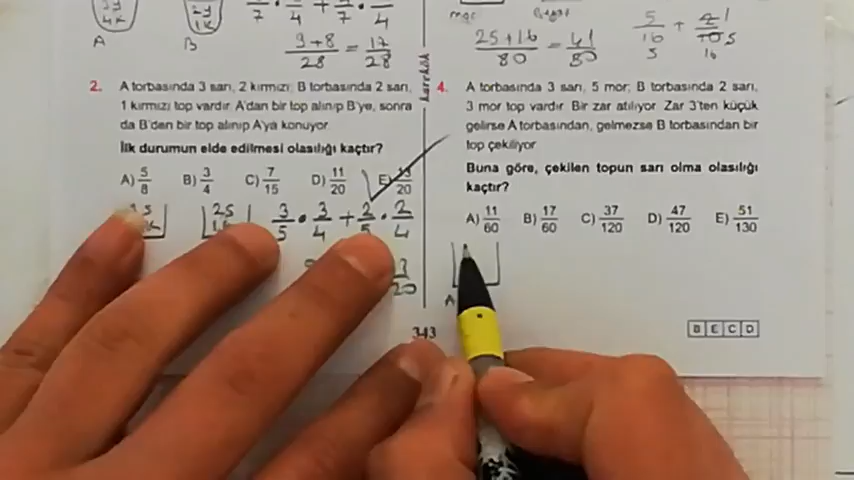 A
B
3+8/28 = 17/28
2. A torbasında 3 sarı, 2 kırmızı; B torbasında 2 sarı,
1 kırmızı top vardır. A'dan bir top alınıp B'ye, sonra
da B'den bir top alınıp A'ya konuyor.
İlk durumun elde edilmesi olasılığı kaçtır?
A) 5/8 B) 3/4 C) 7/15 D) 11/20 E) 13/20
3/5 · 3/4 + 2/5 · 2/4
343
karekök
25+16/80 = 41/80
5/16 +
4. A torbasında 3 sarı, 5 mor; B torbasında 2 sarı,
3 mor top vardır. Bir zar atılıyor. Zar 3'ten küçük
gelirse A torbasından, gelmezse B torbasından bir
top çekiliyor.
Buna göre, çekilen topun sarı olma olasılığı
kaçtır?
A) 11/60 B) 17/60 C) 37/120 D) 47/120 E) 51/130
A
B E C D